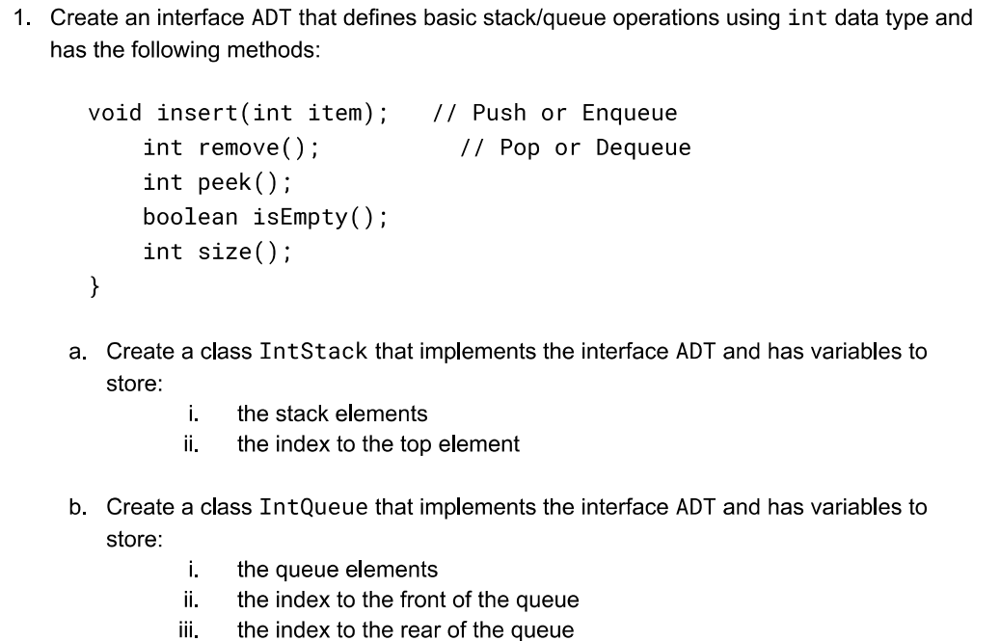 1. Create an interface ADT that defines basic stack/queue operations using int data type and
has the following methods:
void insert(int item); // Push or Enqueue
int remove(); // Pop or Dequeue
int peek();
boolean isEmpty();
int size();
}
a. Create a class IntStack that implements the interface ADT and has variables to
store:
i. the stack elements
ii. the index to the top element
b. Create a class IntQueue that implements the interface ADT and has variables to
store:
i. the queue elements
ii. the index to the front of the queue
iii. the index to the rear of the queue